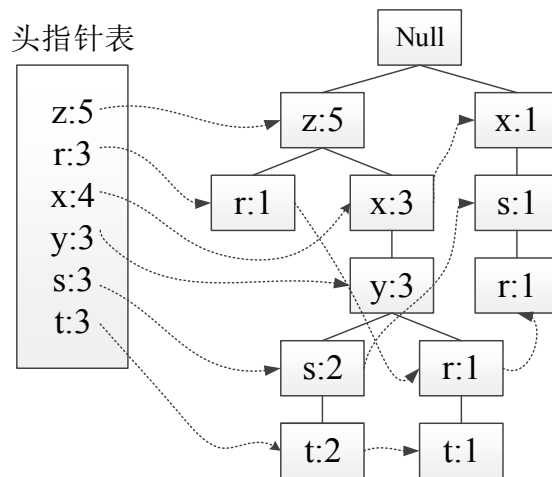 头指针表
z:5
r:3
x:4
y:3
s:3
t:3
Null
z:5
x:1
r:1
x:3
s:1
y:3
r:1
s:2
r:1
t:2
t:1